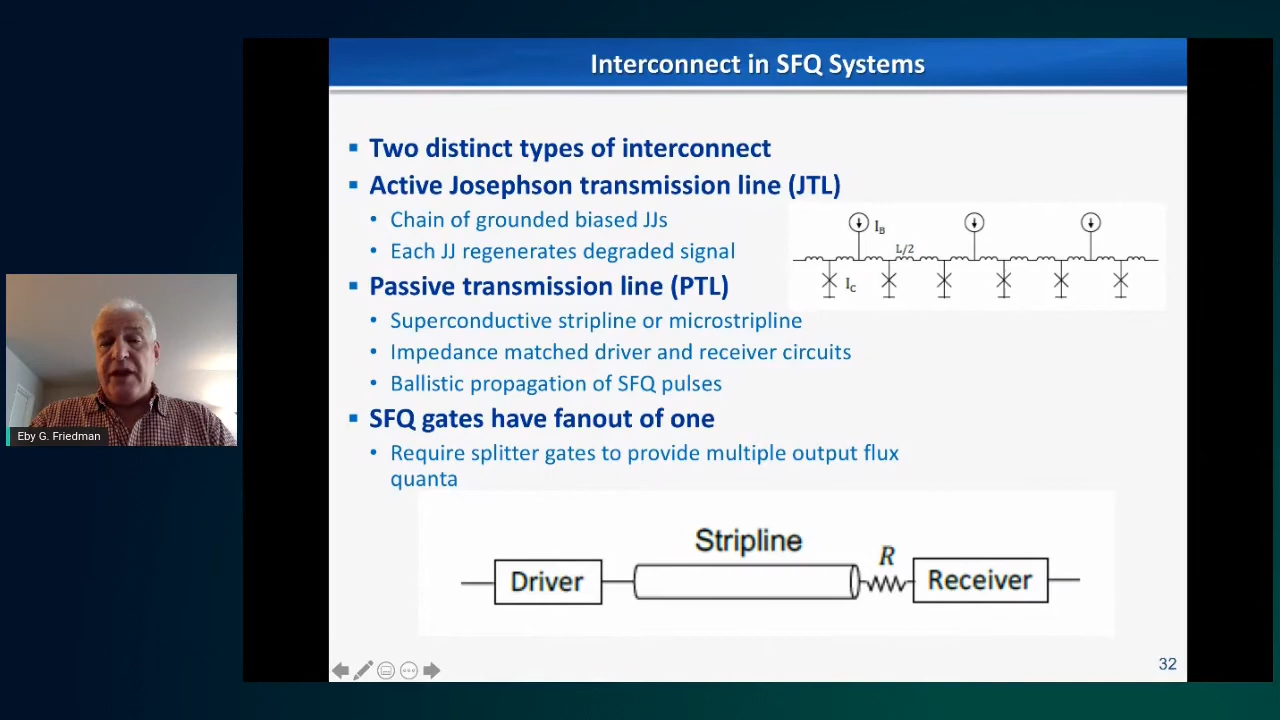 Interconnect in SFQ Systems
Two distinct types of interconnect
Active Josephson transmission line (JTL)
Chain of grounded biased JJs
Each JJ regenerates degraded signal
I_B
L/2
I_C
Passive transmission line (PTL)
Superconductive stripline or microstripline
Impedance matched driver and receiver circuits
Ballistic propagation of SFQ pulses
SFQ gates have fanout of one
Require splitter gates to provide multiple output flux
quanta
Stripline
R
Driver
Receiver
32
Eby G. Friedman